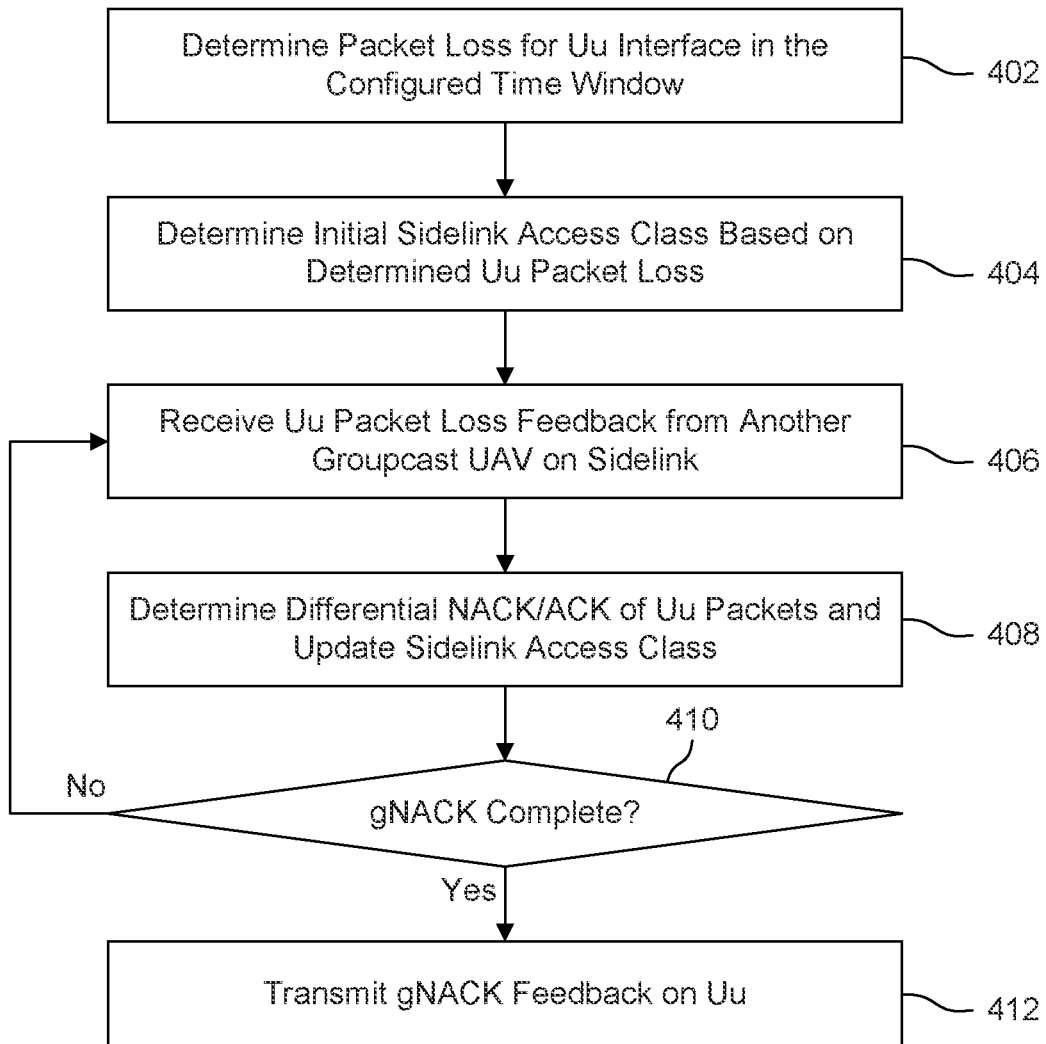 Determine Packet Loss for Uu Interface in the
Configured Time Window
402
Determine Initial Sidelink Access Class Based on
Determined Uu Packet Loss
404
Receive Uu Packet Loss Feedback from Another
Groupcast UAV on Sidelink
406
Determine Differential NACK/ACK of Uu Packets and
Update Sidelink Access Class
408
410
No
gNACK Complete?
Yes
Transmit gNACK Feedback on Uu
412